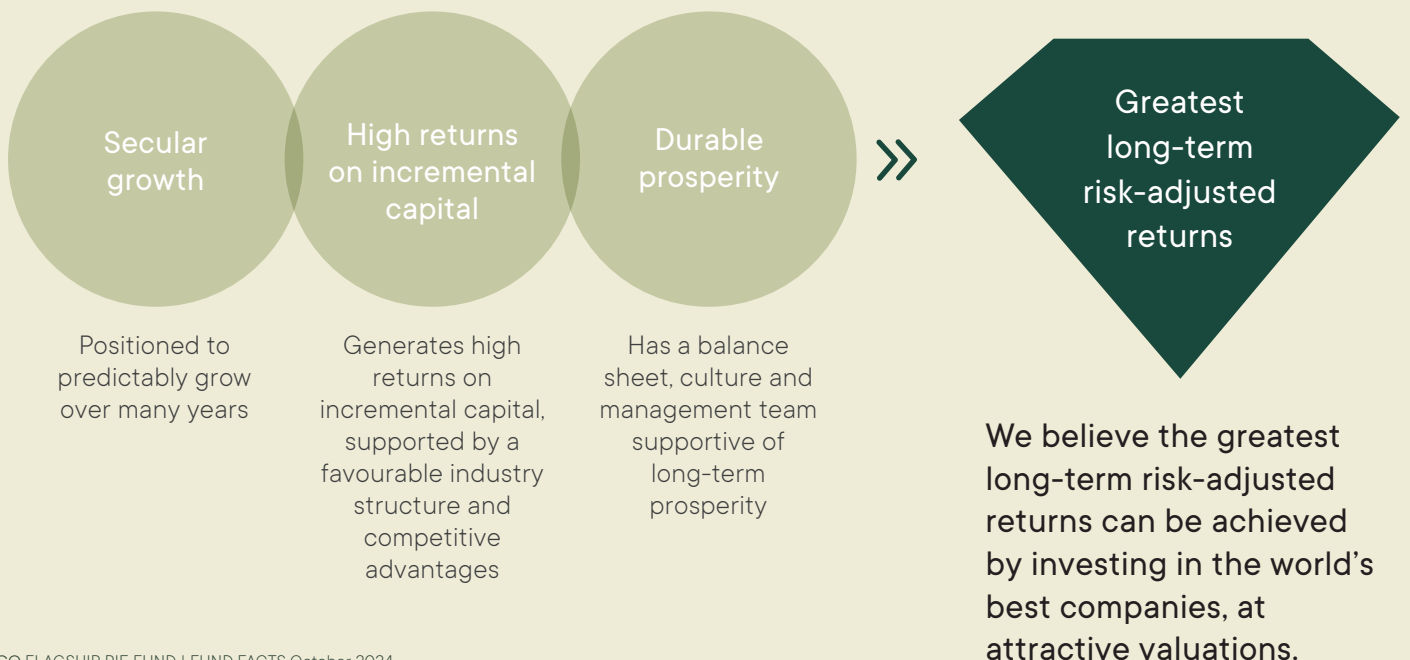 Secular
growth
High returns
on incremental
capital
Durable
prosperity
Greatest
long-term
risk-adjusted
returns
Positioned to
predictably grow
over many years
Generates high
returns on
incremental capital,
supported by a
favourable industry
structure and
competitive
advantages
Has a balance
sheet, culture and
management team
supportive of
long-term
prosperity
We believe the greatest
long-term risk-adjusted
returns can be achieved
by investing in the world’s
best companies, at
attractive valuations.
FLAGSHIP PIE FUND | FUND FACTS October 2024